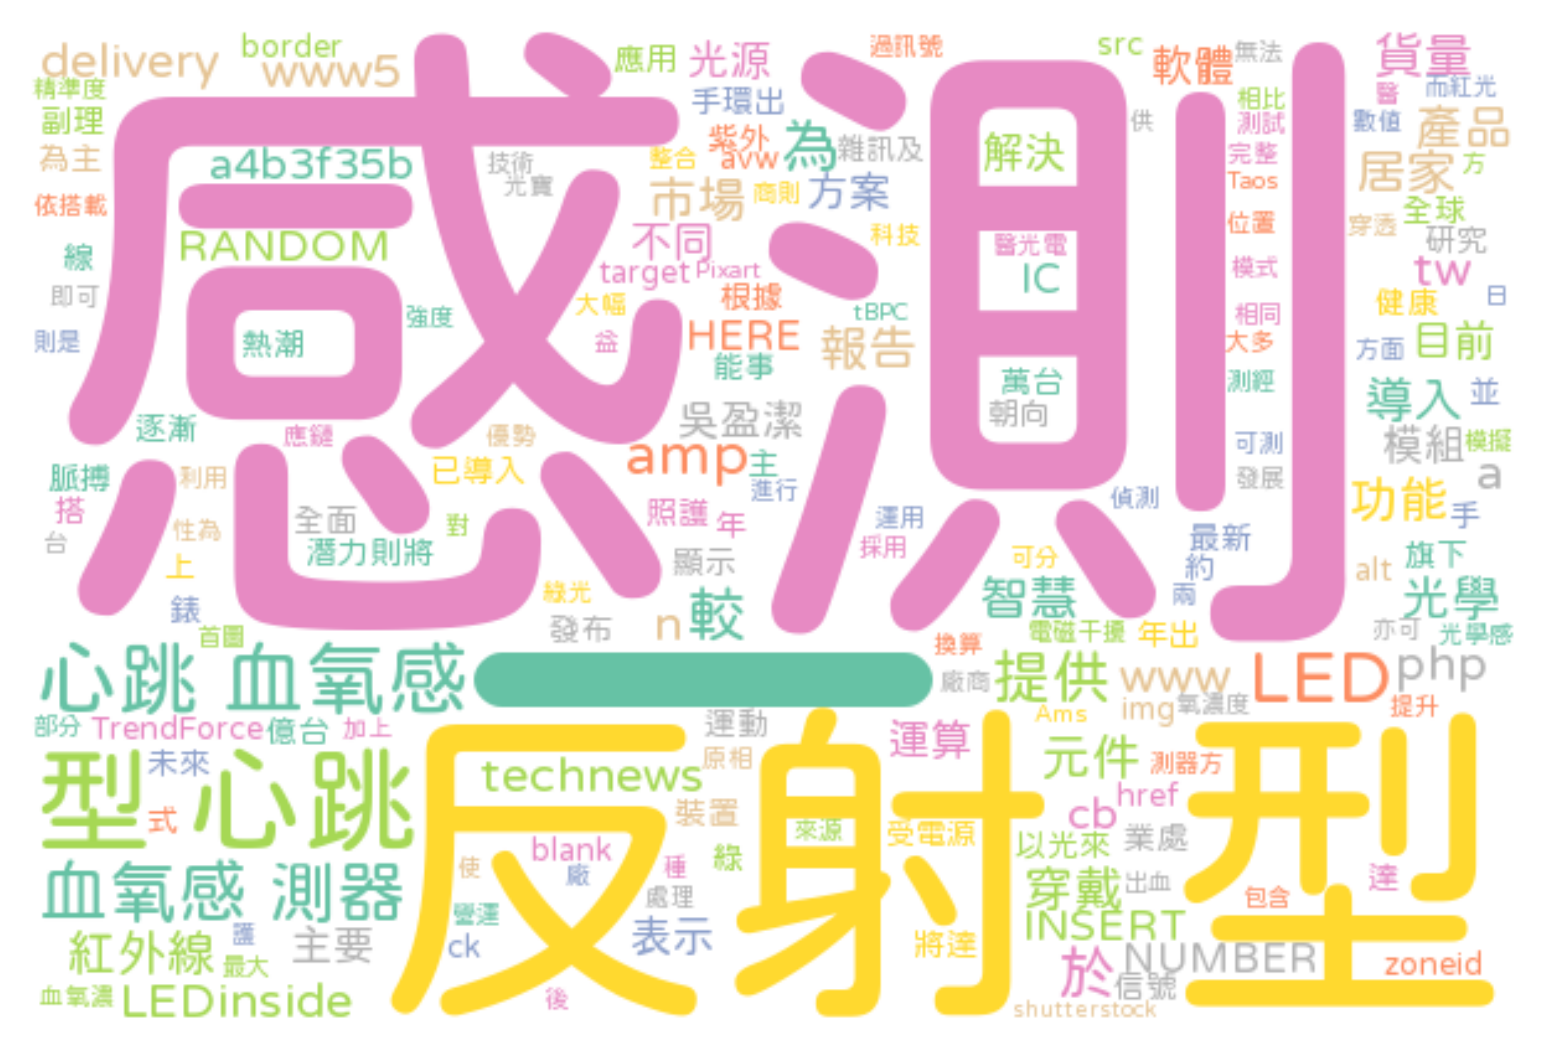 感測
delivery
border
www5
應用
光源
過訊號
src
軟體
無法
貨量
精準度
手環出
相比
醫
而紅光
副理
紫外
為
雜訊及
供
測試
數值
產品
為主
a4b3f35b
技術
整合
avw
解決
完整
居家
方
光寶
市場
商則
方案
Taos
依搭載
RANDOM
不同
科技
位置
穿透
全球
線
醫光電
研究
target
Pixart
IC
模式
tw
即可
強度
大幅
根據
tBPC
相同
健康
日
則是
熱潮
益
HERE
報告
大多
方面
目前
能事
萬台
測經
導入
並
逐漸
應鏈
優勢
吳盈潔
朝向
可測
模組
模擬
脈搏
利用
已導入
amp
主
進行
發展
a
搭
全面
照護
年
運用
偵測
功能
手
台
性為
對
潛力則將
採用
最新
上
顯示
可分
約
alt
旗下
錶
綠光
智慧
兩
光學
首圖
發布
n
較
電磁干擾
年出
亦可
光學感
心跳
血氧感
換算
廠商
提供
www
LED
php
部分
TrendForce
億台
加上
運動
Ams
img
氧濃度
提升
反射型
型心跳
未來
technews
原相
運算
元件
測器方
式
裝置
cb
href
來源
受電源
以光來
業處
血氧感
測器
blank
使
廠
種
綠
處理
穿戴
出血
達
包含
紅外線
護
最大
主要
營運
ck
表示
將達
INSERT
於
NUMBER
zoneid
血氧濃
LEDinside
後
信號
shutterstock